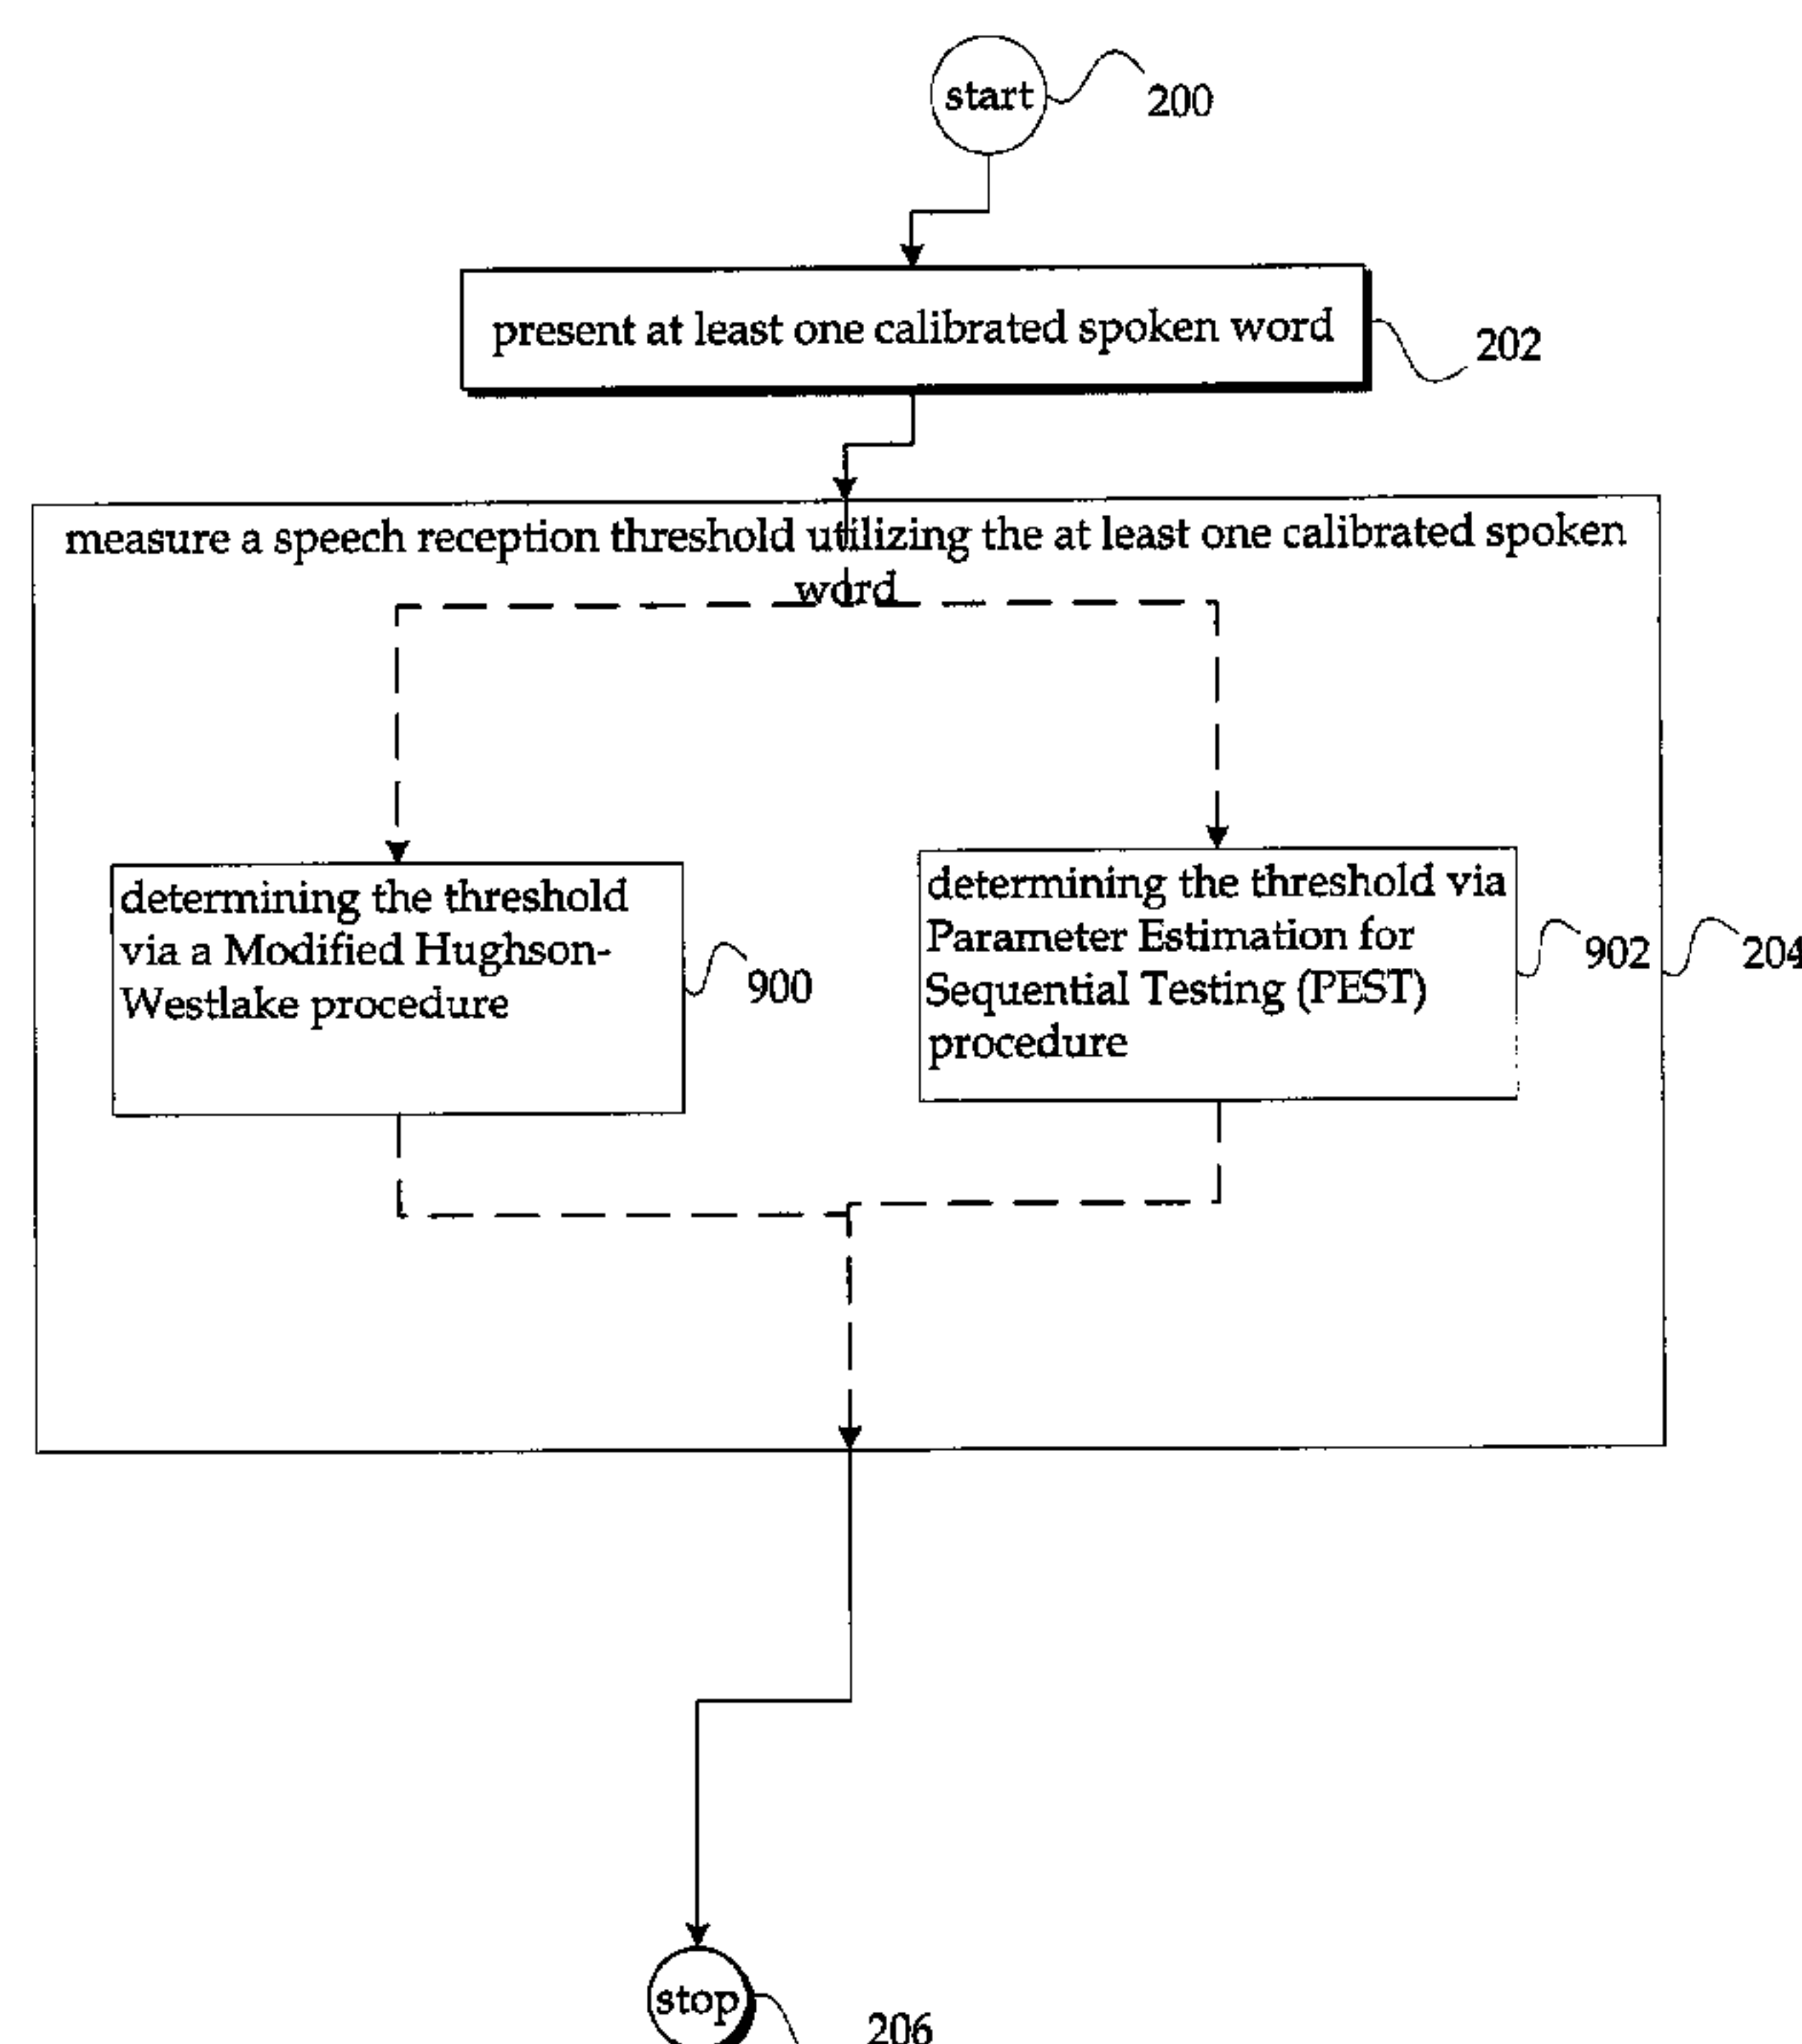 start
200
present at least one calibrated spoken word
202
measure a speech reception threshold utilizing the at least one calibrated spoken
word
determining the threshold
via a Modified Hughson-
Westlake procedure
900
determining the threshold via
Parameter Estimation for
Sequential Testing (PEST)
procedure
902
204
stop
206